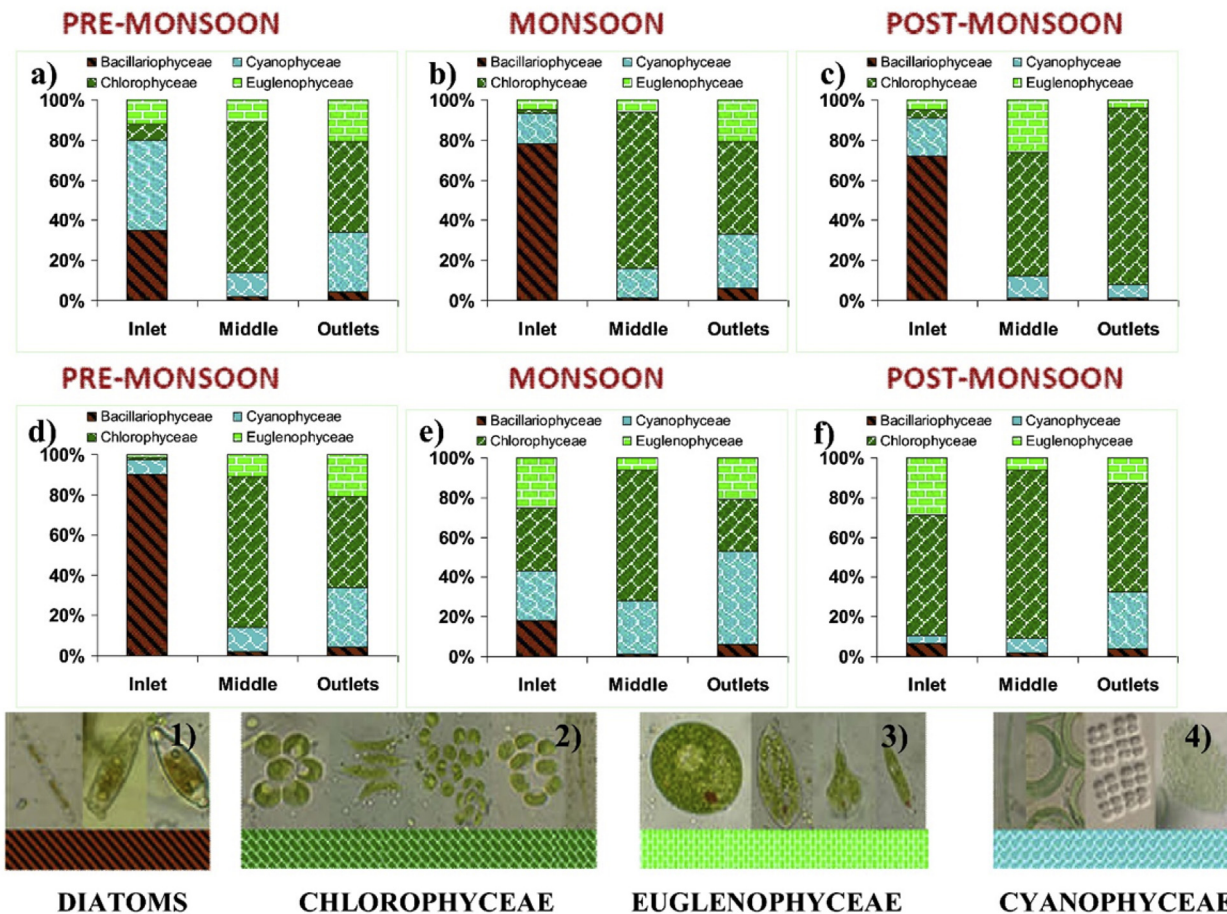 PRE-MONSOON MONSOON POST-MONSOON
a) Bacillariophyceae Cyanophyceae
Chlorophyceae Euglenophyceae
100%
80%
60%
40%
20%
0%
Inlet Middle Outlets
b) Bacillariophyceae Cyanophyceae
Chlorophyceae Euglenophyceae
100%
80%
60%
40%
20%
0%
Inlet Middle Outlets
c) Bacillariophyceae Cyanophyceae
Chlorophyceae Euglenophyceae
100%
80%
60%
40%
20%
0%
Inlet Middle Outlets
PRE-MONSOON MONSOON POST-MONSOON
d) Bacillariophyceae Cyanophyceae
Chlorophyceae Euglenophyceae
100%
80%
60%
40%
20%
0%
Inlet Middle Outlets
e) Bacillariophyceae Cyanophyceae
Chlorophyceae Euglenophyceae
100%
80%
60%
40%
20%
0%
Inlet Middle Outlets
f) Bacillariophyceae Cyanophyceae
Chlorophyceae Euglenophyceae
100%
80%
60%
40%
20%
0%
Inlet Middle Outlets
1) 2) 3) 4)
DIATOMS CHLOROPHYCEAE EUGLENOPHYCEAE CYANOPHYCEAE